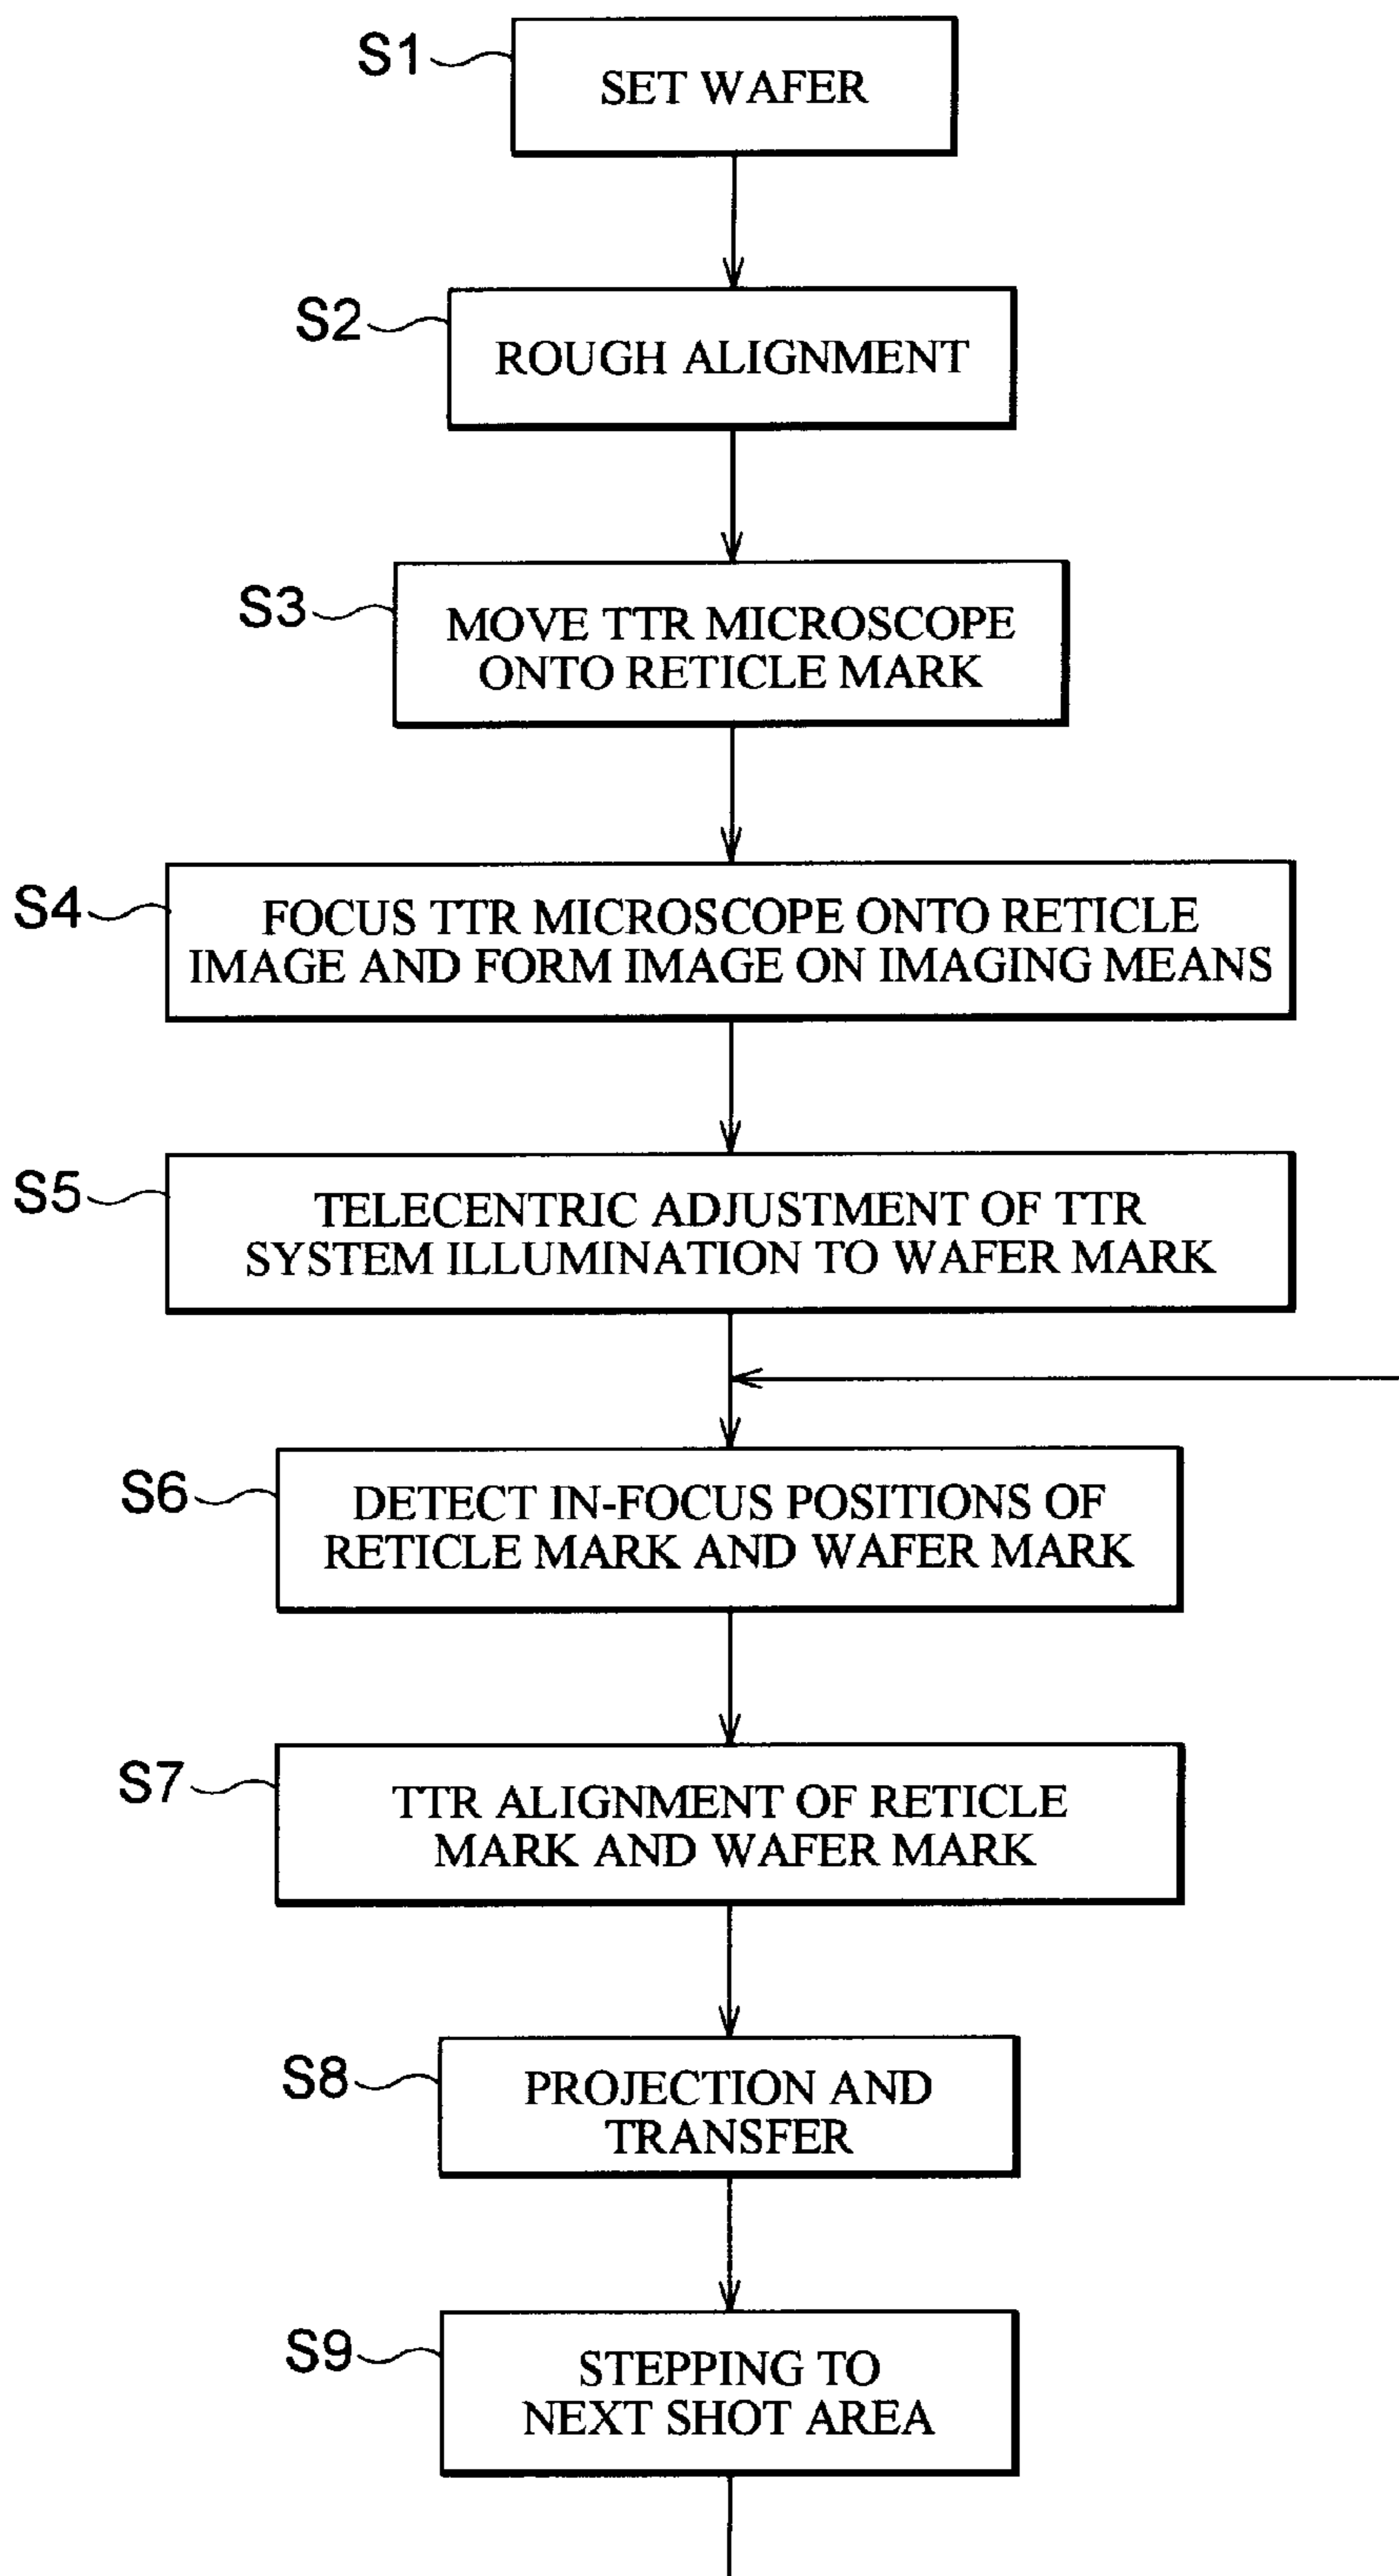 S1
SET WAFER
S2
ROUGH ALIGNMENT
S3
MOVE TTR MICROSCOPE
ONTO RETICLE MARK
S4
FOCUS TTR MICROSCOPE ONTO RETICLE
IMAGE AND FORM IMAGE ON IMAGING MEANS
S5
TELECENTRIC ADJUSTMENT OF TTR
SYSTEM ILLUMINATION TO WAFER MARK
S6
DETECT IN-FOCUS POSITIONS OF
RETICLE MARK AND WAFER MARK
S7
TTR ALIGNMENT OF RETICLE
MARK AND WAFER MARK
S8
PROJECTION AND
TRANSFER
S9
STEPPING TO
NEXT SHOT AREA